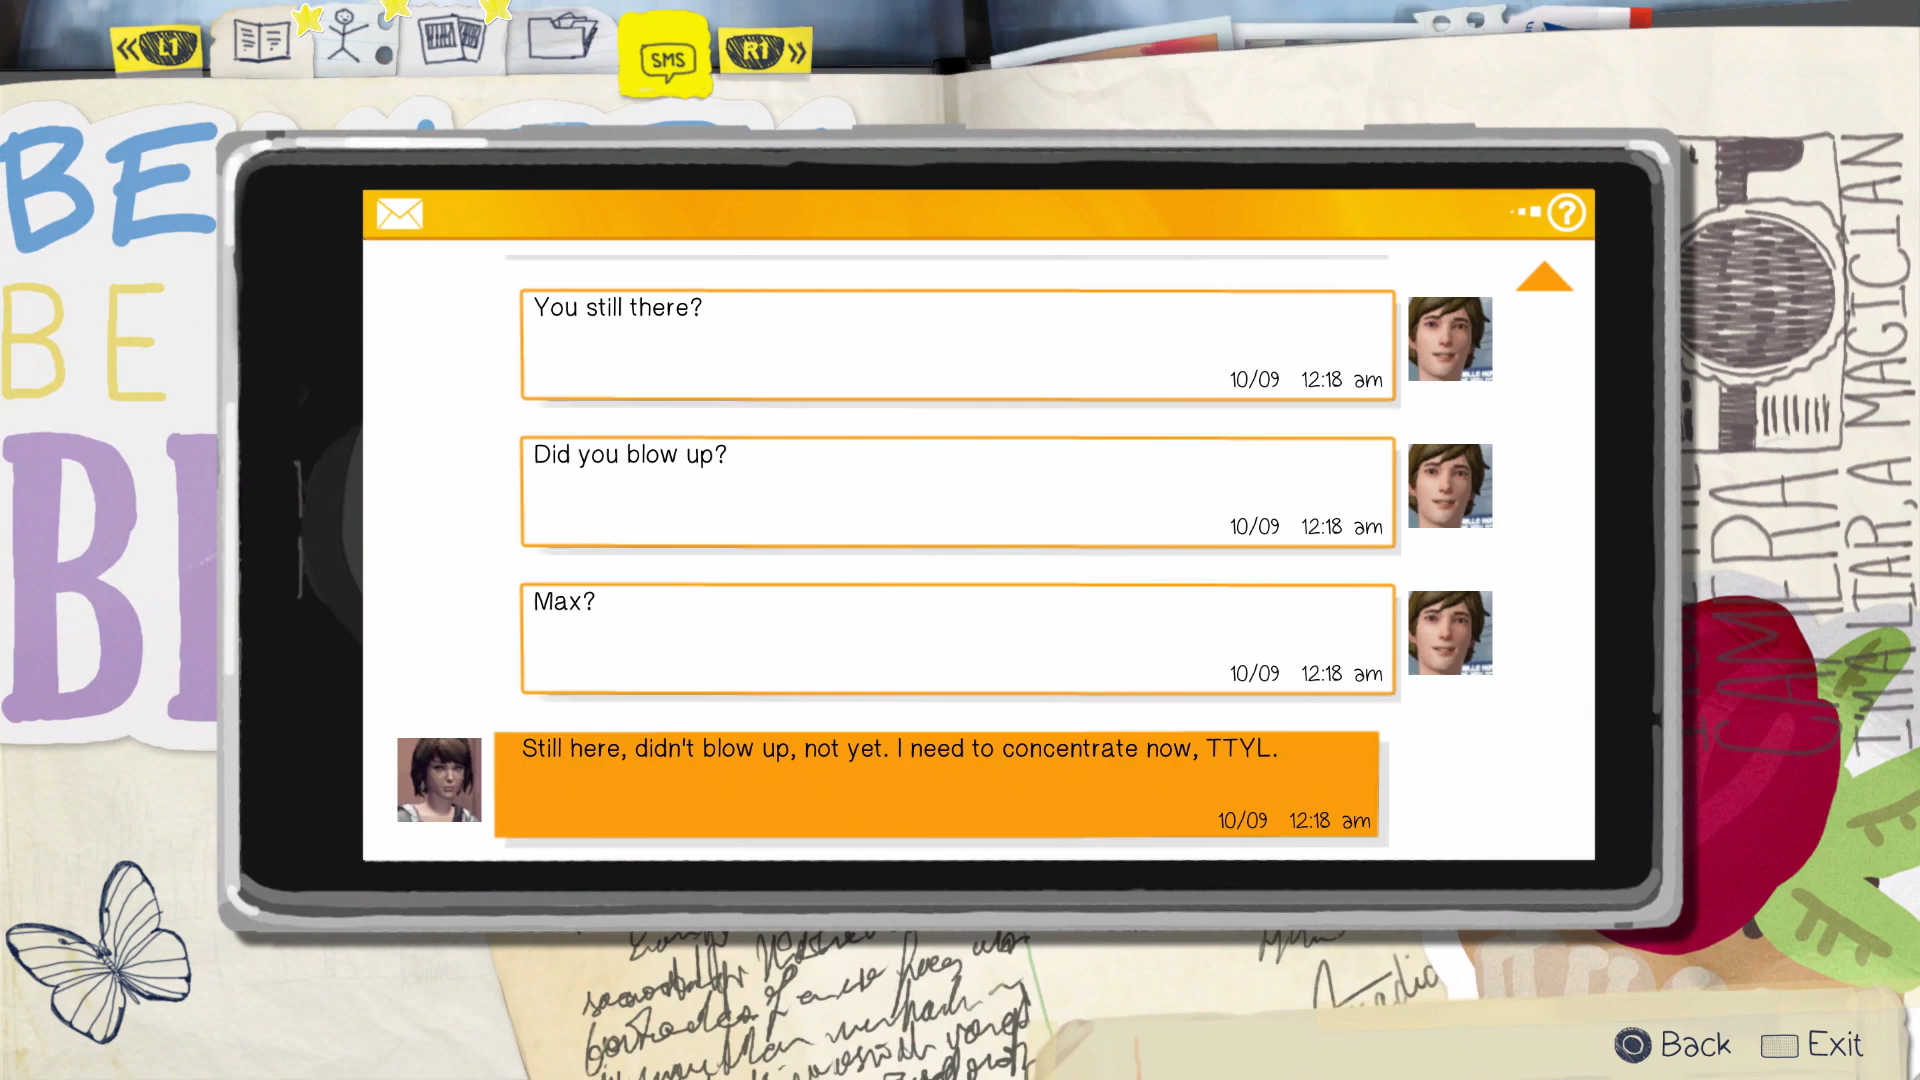 L1
SMS
R1
BE
BE
You still there?
10/09 12:18 am
Did you blow up?
10/09 12:18 am
Max?
10/09 12:18 am
Still here, didn't blow up, not yet. I need to concentrate now, TTYL.
10/09 12:18 am
CAMERA
LIAR, A MAGICIAN
Back
Exit